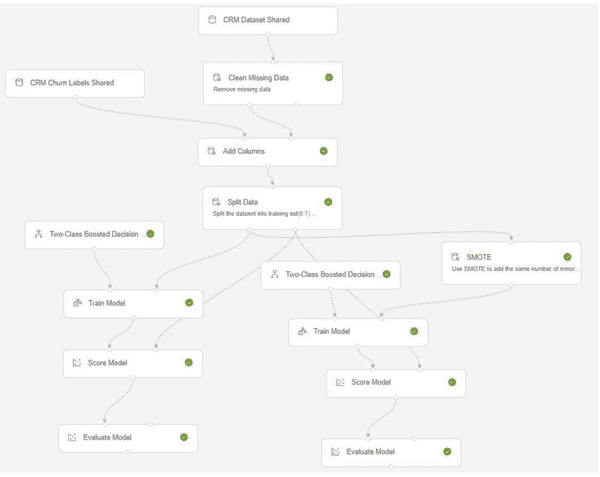 CRM Dataset Shared
CRM Churn Labels Shared
Clean Missing Data
Remove missing data
Add Columns
Split Data
Split the dataset into training set(0.7) ...
Two-Class Boosted Decision ...
Two-Class Boosted Decision ...
SMOTE
Use SMOTE to add the same number of minor...
Train Model
Train Model
Score Model
Score Model
Evaluate Model
Evaluate Model